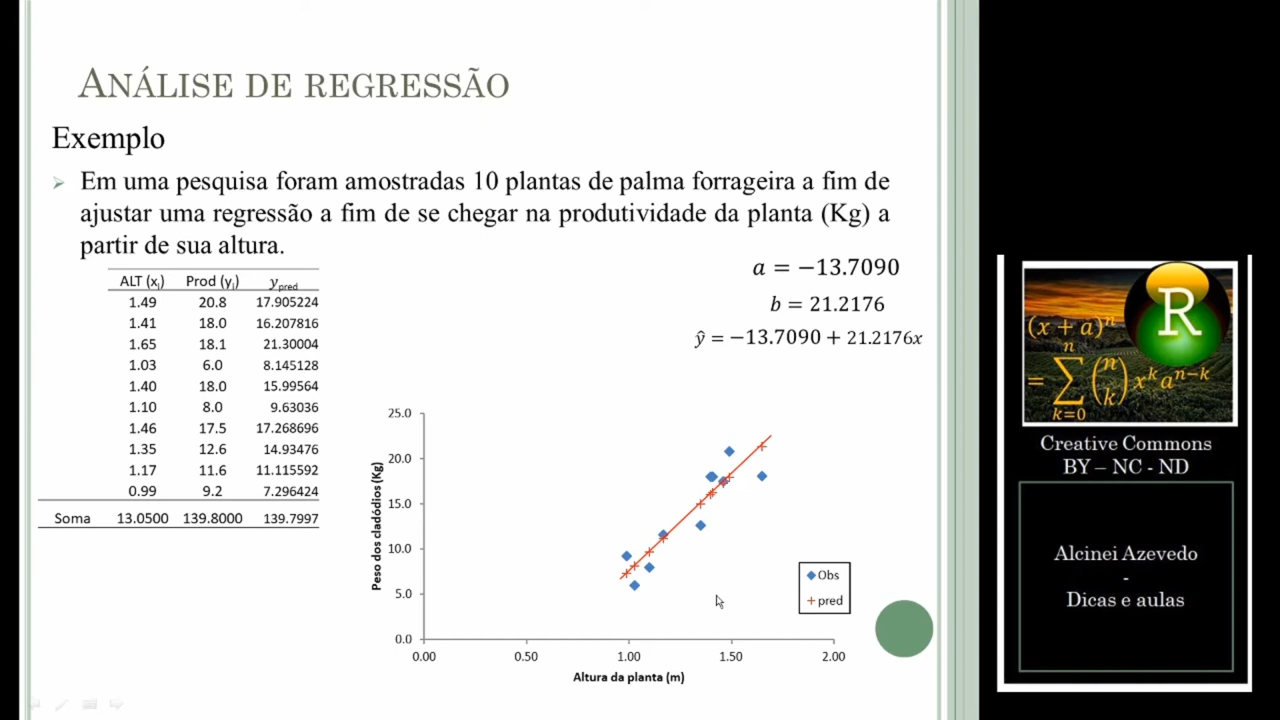 ANÁLISE DE REGRESSÃO
Exemplo
Em uma pesquisa foram amostradas 10 plantas de palma forrageira a fim de
ajustar uma regressão a fim de se chegar na produtividade da planta (Kg) a
partir de sua altura.
ALT (xᵢ) Prod (yᵢ) y_pred
1.49 20.8 17.905224
1.41 18.0 16.207816
1.65 18.1 21.30004
1.03 6.0 8.145128
1.40 18.0 15.99564
1.10 8.0 9.63036
1.46 17.5 17.268696
1.35 12.6 14.93476
1.17 11.6 11.115592
0.99 9.2 7.296424
Soma 13.0500 139.8000 139.7997
a = −13.7090
b = 21.2176
ŷ = −13.7090 + 21.2176x
25.0
20.0
15.0
10.0
5.0
0.0
Peso dos cladódios (Kg)
0.00 0.50 1.00 1.50 2.00
Altura da planta (m)
Obs
pred
R
(x + a)ⁿ
n
= ∑ (n k) xᵏaⁿ⁻ᵏ
k=0
Creative Commons
BY – NC - ND
Alcinei Azevedo
-
Dicas e aulas